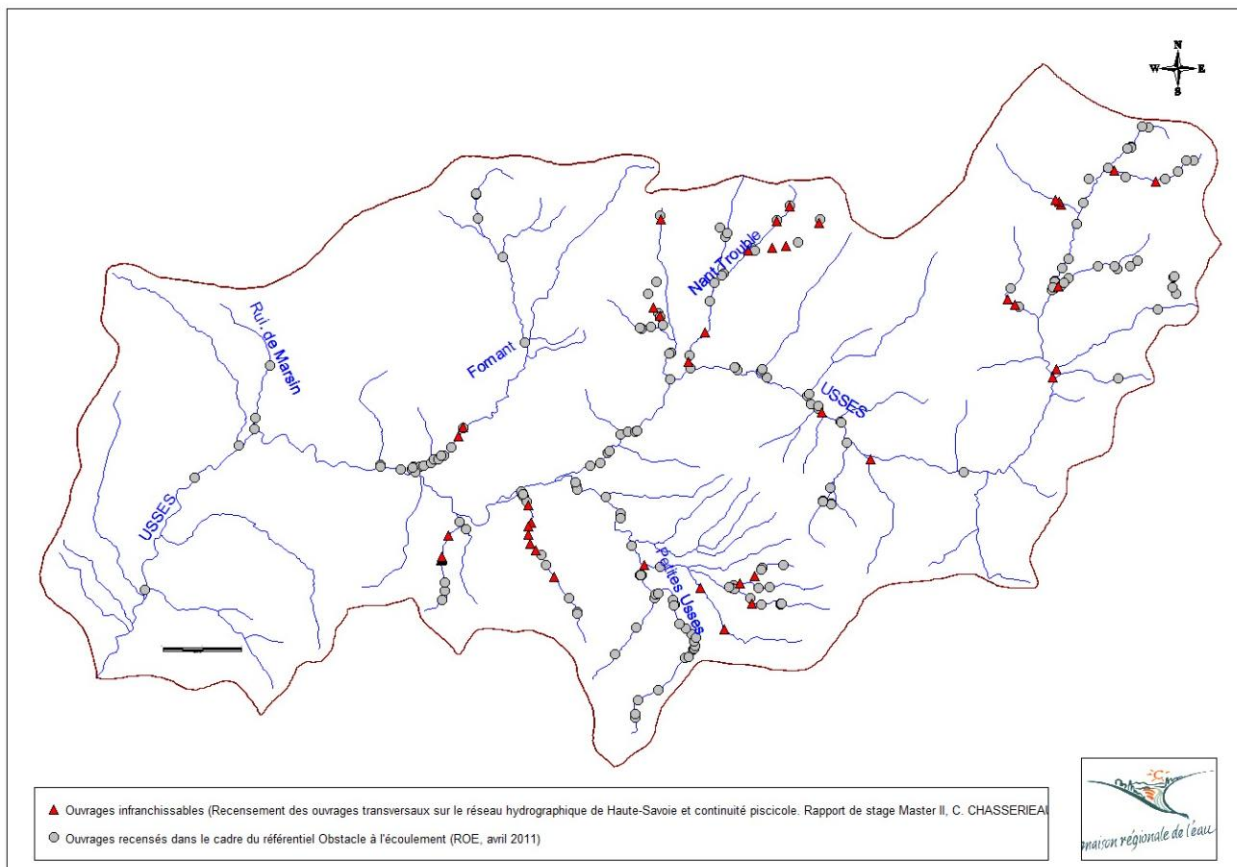 N
W E
S
Nant Trouble
Rui. de Marsin
Fornant
USSES
USSES
Petites Usses
Ouvrages infranchissables (Recensement des ouvrages transversaux sur le réseau hydrographique de Haute-Savoie et continuité piscicole. Rapport de stage Master II, C. CHASSERIEAU
Ouvrages recensés dans le cadre du référentiel Obstacle à l'écoulement (ROE, avril 2011)
maison régionale de l'eau